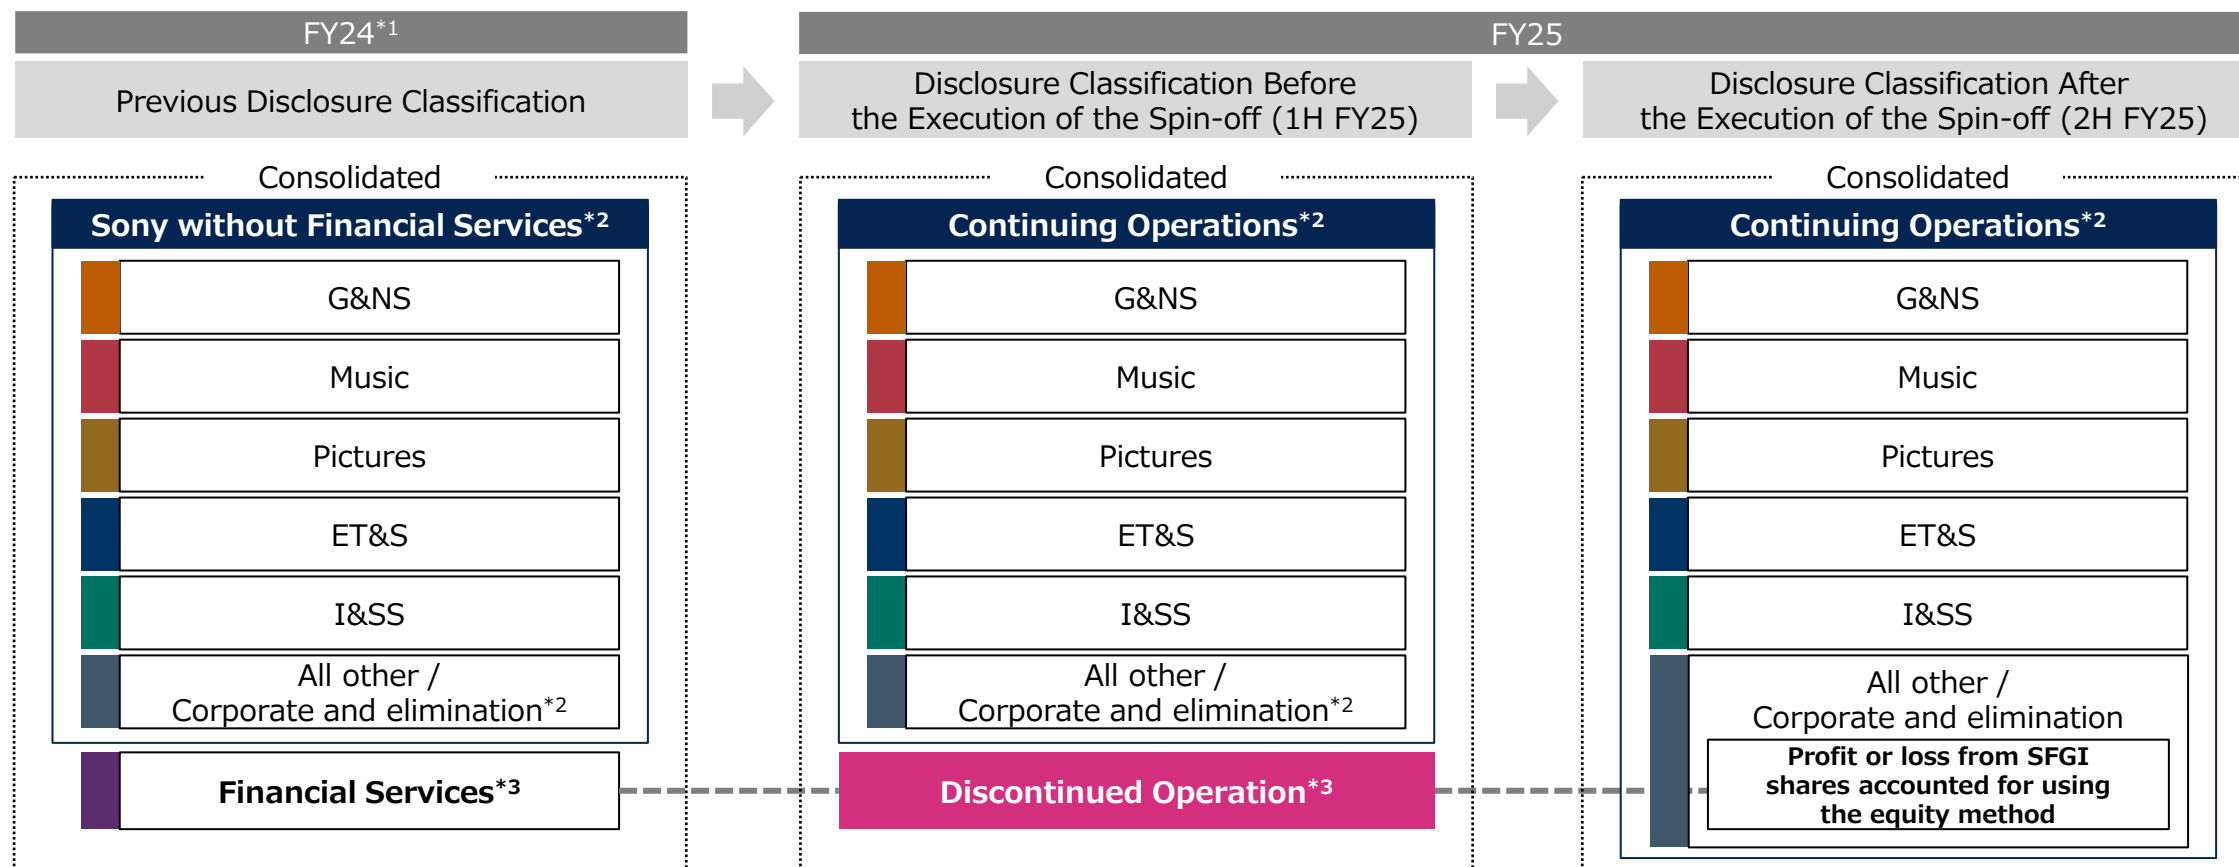 FY24*1
FY25
Previous Disclosure Classification
Disclosure Classification Before
the Execution of the Spin-off (1H FY25)
Disclosure Classification After
the Execution of the Spin-off (2H FY25)
Consolidated
Sony without Financial Services*2
G&NS
Music
Pictures
ET&S
I&SS
All other /
Corporate and elimination*2
Financial Services*3
Consolidated
Continuing Operations*2
G&NS
Music
Pictures
ET&S
I&SS
All other /
Corporate and elimination*2
Discontinued Operation*3
Consolidated
Continuing Operations*2
G&NS
Music
Pictures
ET&S
I&SS
All other /
Corporate and elimination
Profit or loss from SFGI
shares accounted for using
the equity method